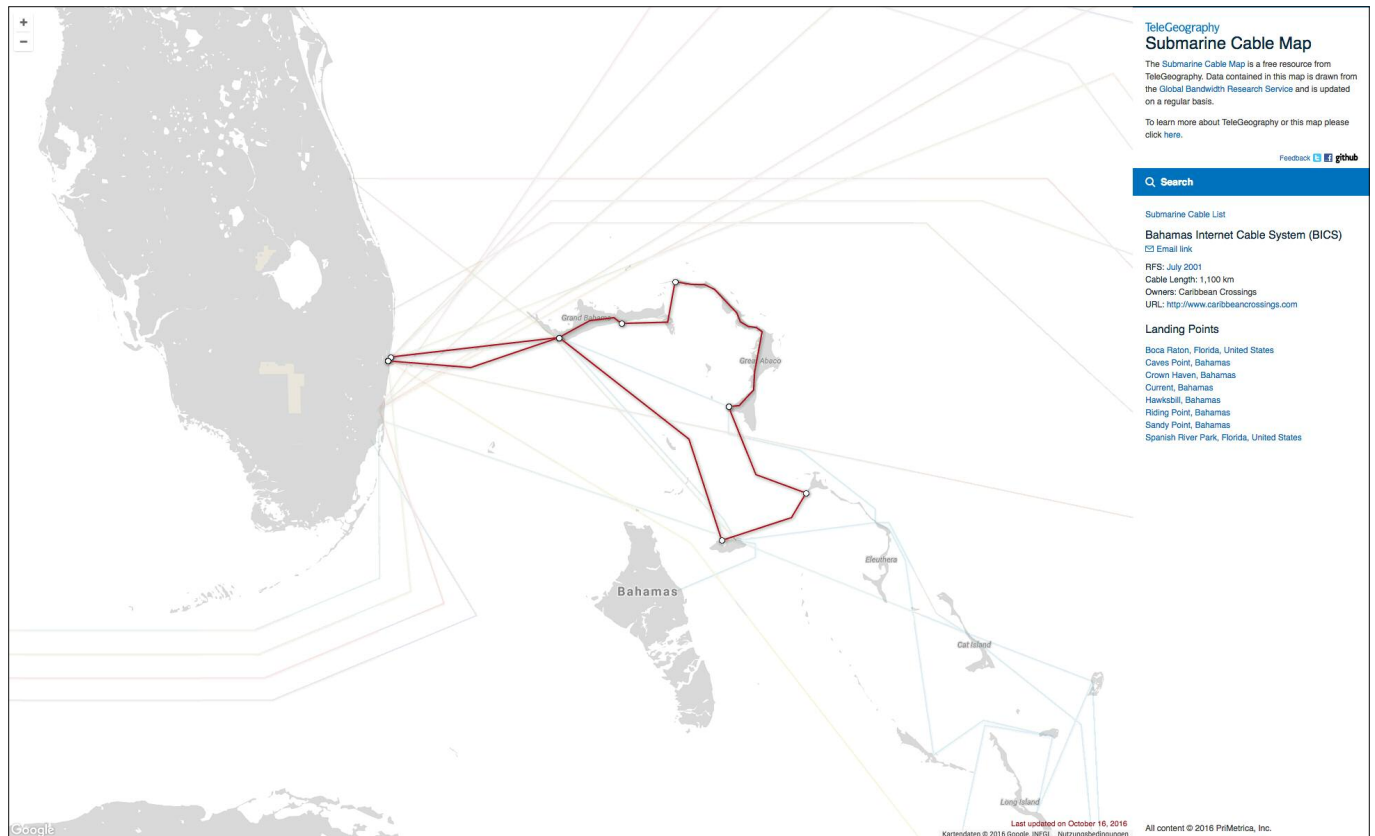 +
−
Grand Bahama
Great Abaco
Bahamas
Eleuthera
Cat Island
Long Island
Google
Last updated on October 16, 2016
Kartendaten © 2016 Google, INEGI Nutzungsbedingungen
TeleGeography
Submarine Cable Map
The Submarine Cable Map is a free resource from
TeleGeography. Data contained in this map is drawn from
the Global Bandwidth Research Service and is updated
on a regular basis.
To learn more about TeleGeography or this map please
click here.
Feedback github
Search
Submarine Cable List
Bahamas Internet Cable System (BICS)
Email link
RFS: July 2001
Cable Length: 1,100 km
Owners: Caribbean Crossings
URL: http://www.caribbeancrossings.com
Landing Points
Boca Raton, Florida, United States
Caves Point, Bahamas
Crown Haven, Bahamas
Current, Bahamas
Hawksbill, Bahamas
Riding Point, Bahamas
Sandy Point, Bahamas
Spanish River Park, Florida, United States
All content © 2016 PriMetrica, Inc.